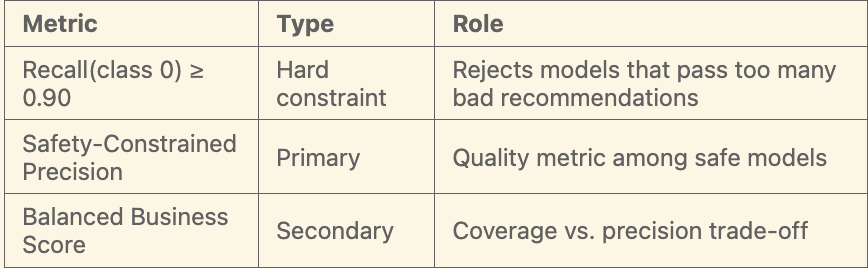 Metric Type Role
Recall(class 0) ≥ Hard Rejects models that pass too many
0.90 constraint bad recommendations
Safety-Constrained
Precision Primary Quality metric among safe models
Balanced Business
Score Secondary Coverage vs. precision trade-off